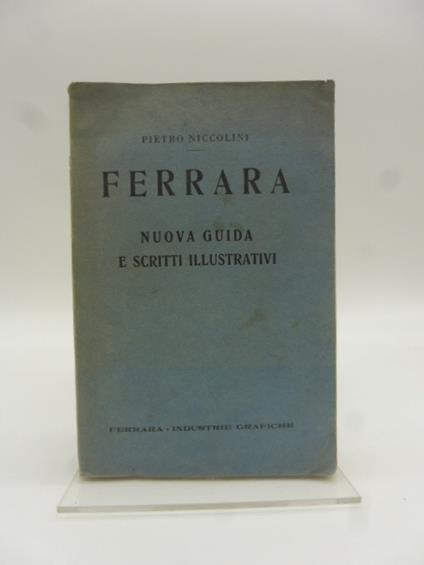 PIETRO NICCOLINI
FERRARA
NUOVA GUIDA
E SCRITTI ILLUSTRATIVI
FERRARA - INDUSTRIE GRAFICHE